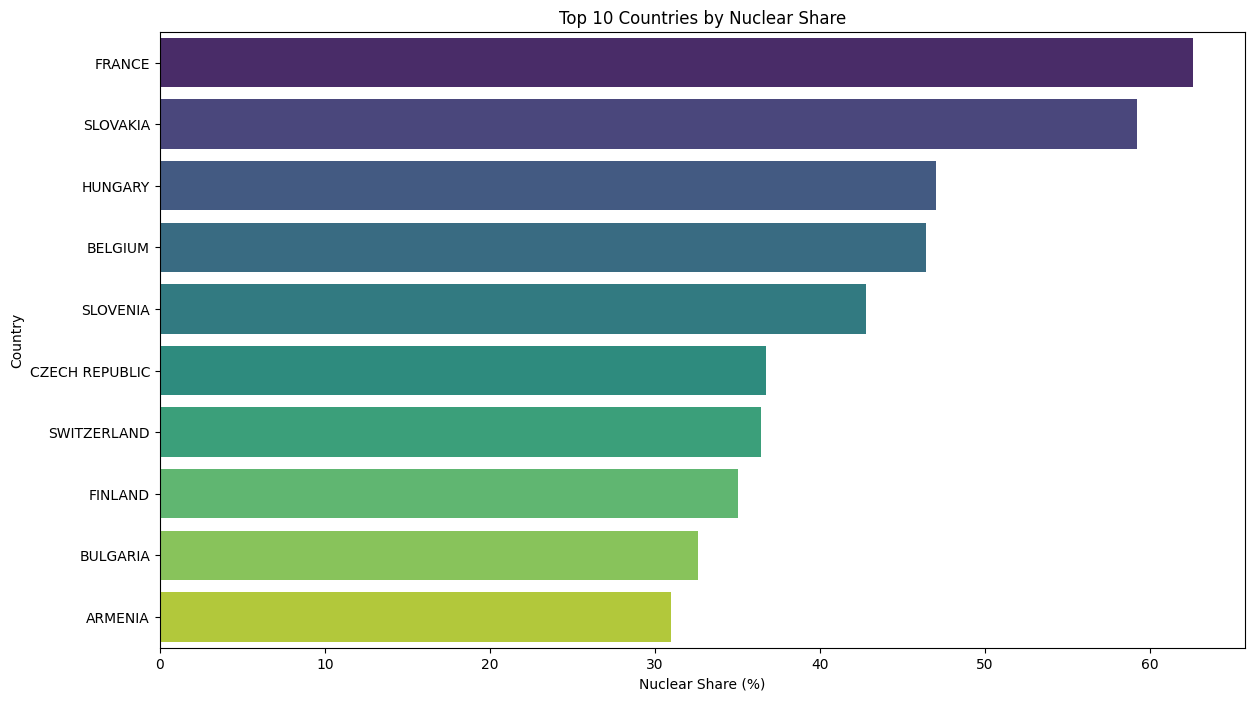 Top 10 Countries by Nuclear Share
FRANCE
SLOVAKIA
HUNGARY
BELGIUM
SLOVENIA
CZECH REPUBLIC
SWITZERLAND
FINLAND
BULGARIA
ARMENIA
Country
0 10 20 30 40 50 60
Nuclear Share (%)